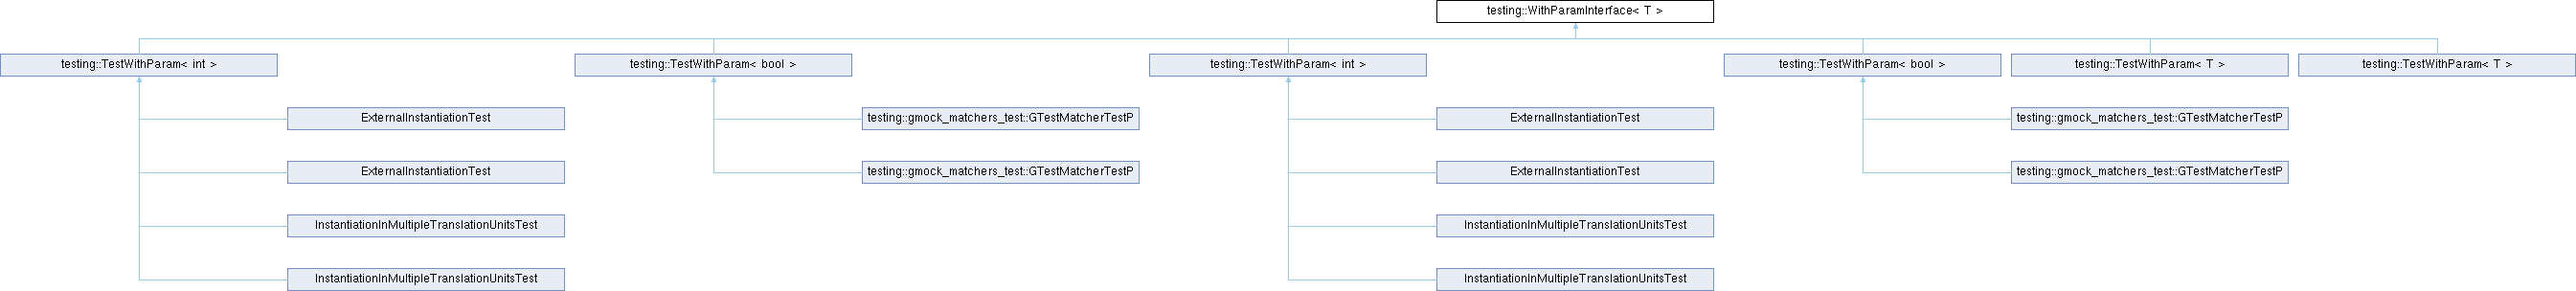 testing::WithParamInterface< T >
testing::TestWithParam< int >
testing::TestWithParam< bool >
testing::TestWithParam< int >
testing::TestWithParam< bool >
testing::TestWithParam< T >
testing::TestWithParam< T >
ExternalInstantiationTest
testing::gmock_matchers_test::GTestMatcherTestP
ExternalInstantiationTest
testing::gmock_matchers_test::GTestMatcherTestP
ExternalInstantiationTest
testing::gmock_matchers_test::GTestMatcherTestP
ExternalInstantiationTest
testing::gmock_matchers_test::GTestMatcherTestP
InstantiationInMultipleTranslationUnitsTest
InstantiationInMultipleTranslationUnitsTest
InstantiationInMultipleTranslationUnitsTest
InstantiationInMultipleTranslationUnitsTest